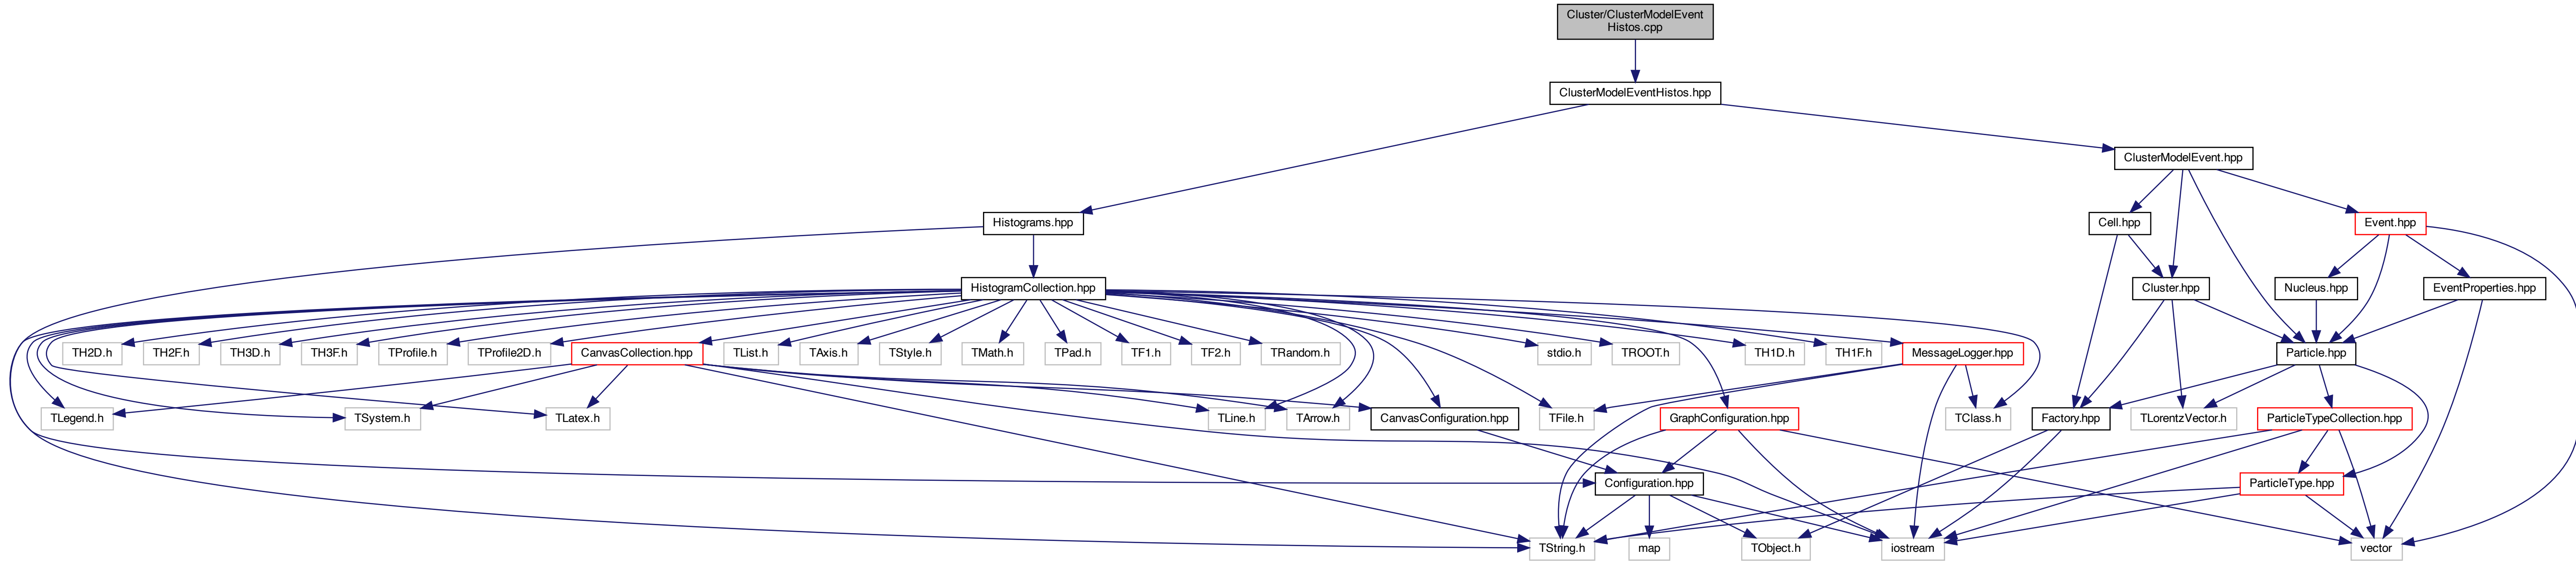 Cluster/ClusterModelEvent
Histos.cpp
ClusterModelEventHistos.hpp
ClusterModelEvent.hpp
Histograms.hpp
Cell.hpp
Event.hpp
HistogramCollection.hpp
Cluster.hpp
Nucleus.hpp
EventProperties.hpp
TH2D.h
TH2F.h
TH3D.h
TH3F.h
TProfile.h
TProfile2D.h
CanvasCollection.hpp
TList.h
TAxis.h
TStyle.h
TMath.h
TPad.h
TF1.h
TF2.h
TRandom.h
stdio.h
TROOT.h
TH1D.h
TH1F.h
MessageLogger.hpp
Particle.hpp
TLegend.h
TSystem.h
TLatex.h
TLine.h
TArrow.h
CanvasConfiguration.hpp
TFile.h
GraphConfiguration.hpp
TClass.h
Factory.hpp
TLorentzVector.h
ParticleTypeCollection.hpp
Configuration.hpp
ParticleType.hpp
TString.h
map
TObject.h
iostream
vector